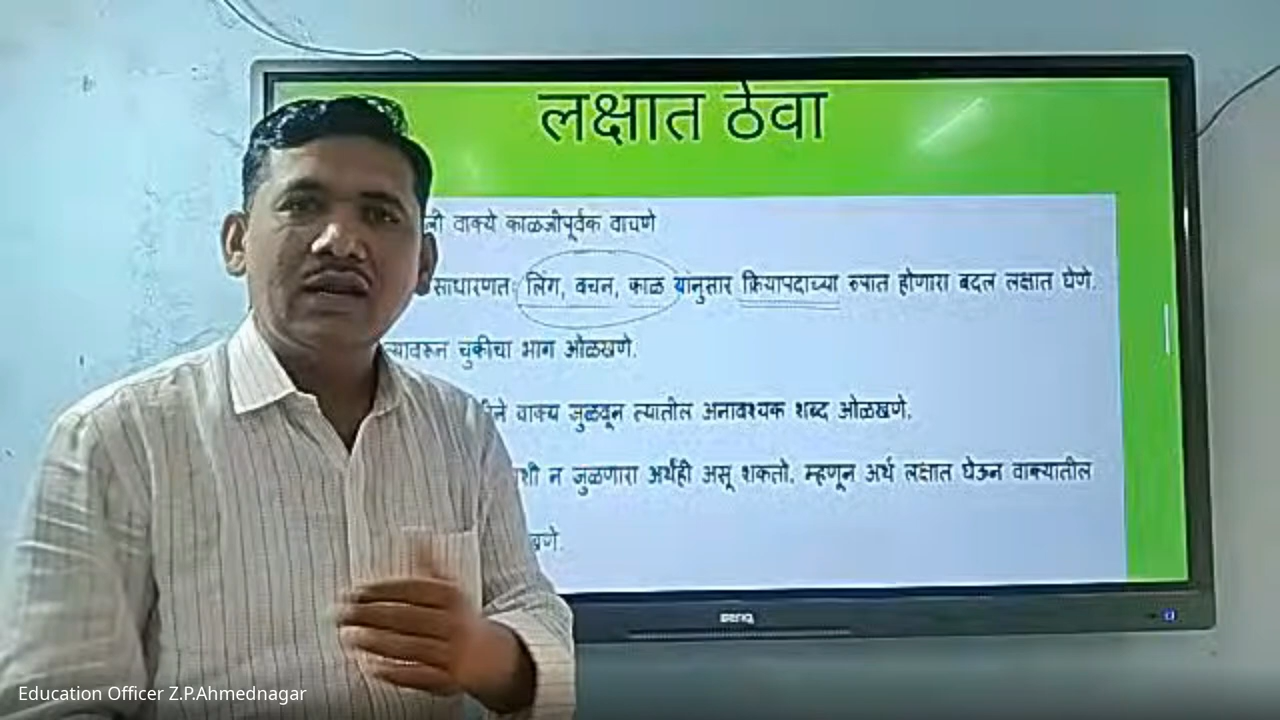 लक्षात ठेवा
वाक्ये काळजीपूर्वक वाचणे
साधारणत: लिंग, वचन, काळ यांनुसार क्रियापदाच्या रुपात होणारा बदल लक्षात घेणे.
त्यावरून चुकीचा भाग ओळखणे.
वाक्य जुळवून त्यातील अनावश्यक शब्द ओळखणे.
न जुळणारा अर्थही असू शकतो. म्हणून अर्थ लक्षात घेऊन वाक्यातील
BenQ
Education Officer Z.P.Ahmednagar